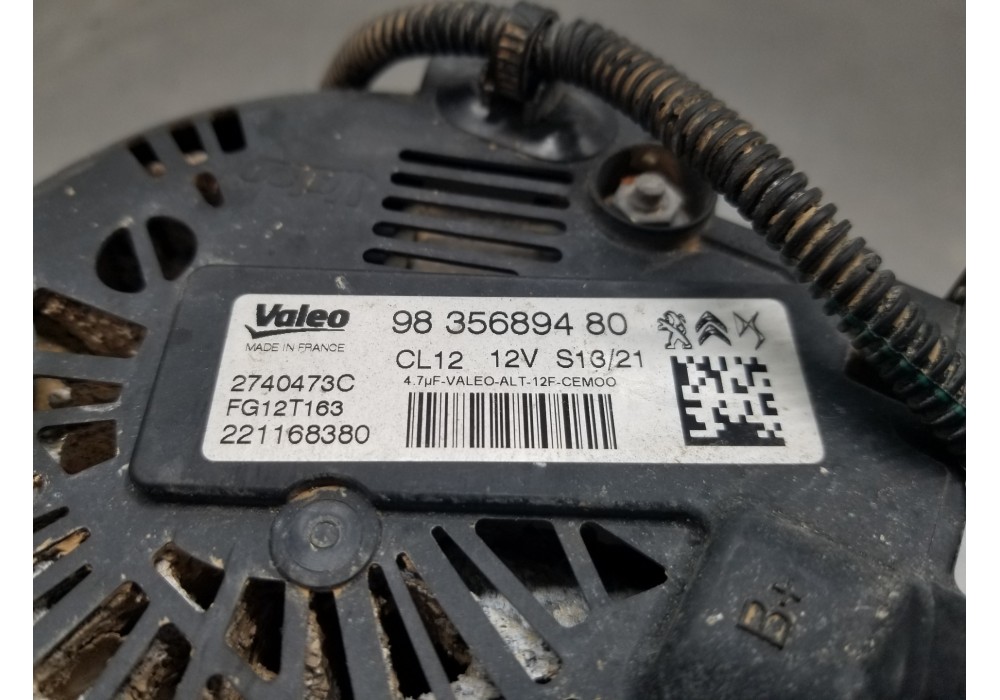 Valeo
MADE IN FRANCE
98 356894 80
CL12 12V S13/21
4.7µF-VALEO-ALT-12F-CEMOO
2740473C
FG12T163
221168380
B+